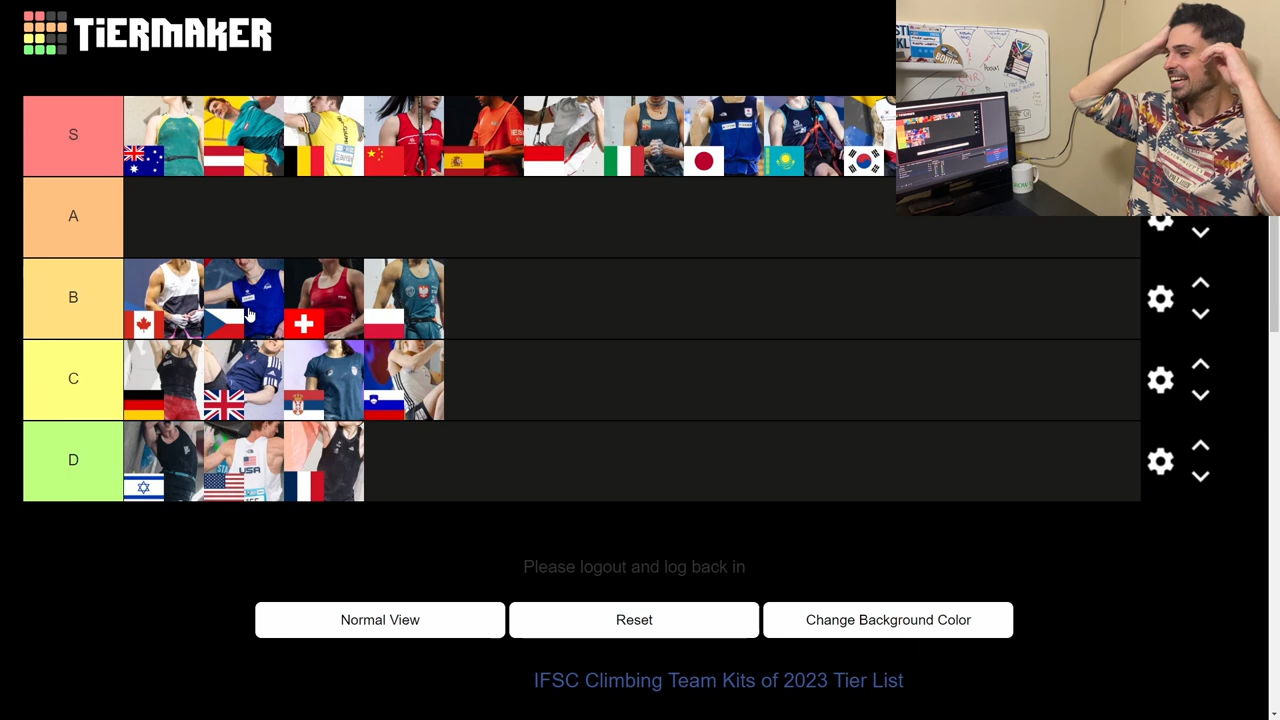 TiERMAKER
S
A
B
C
D
USA
Please logout and log back in
Normal View
Reset
Change Background Color
IFSC Climbing Team Kits of 2023 Tier List